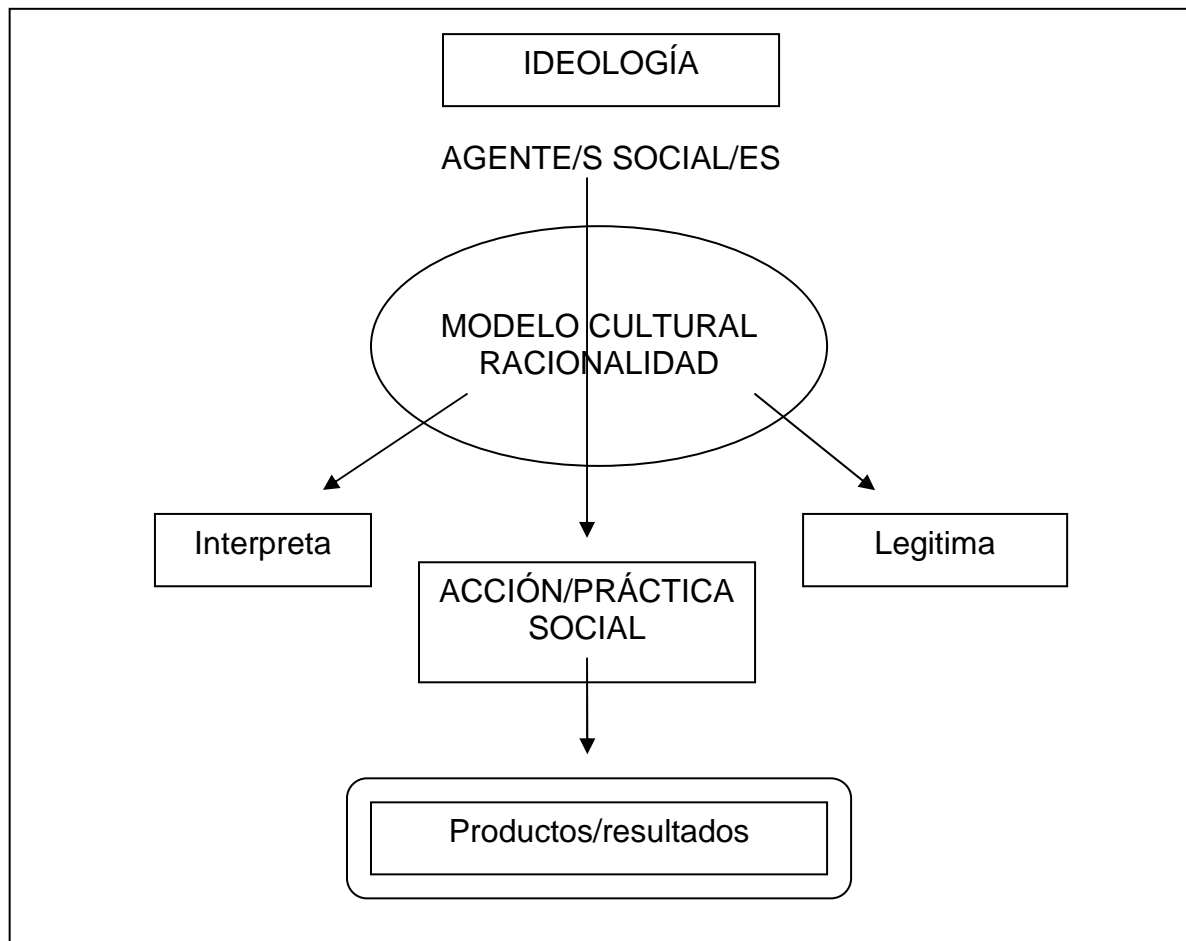 IDEOLOGÍA
AGENTE/S SOCIAL/ES
MODELO CULTURAL
RACIONALIDAD
Interpreta
Legitima
ACCIÓN/PRÁCTICA
SOCIAL
Productos/resultados